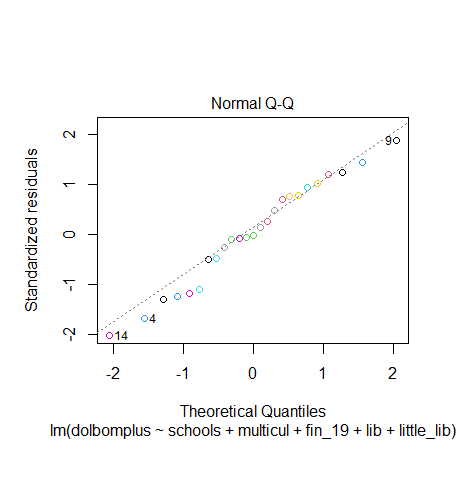 Normal Q-Q
Standardized residuals
2
1
0
-1
-2
9
4
14
-2 -1 0 1 2
Theoretical Quantiles
lm(dolbomplus ~ schools + multicul + fin_19 + lib + little_lib)